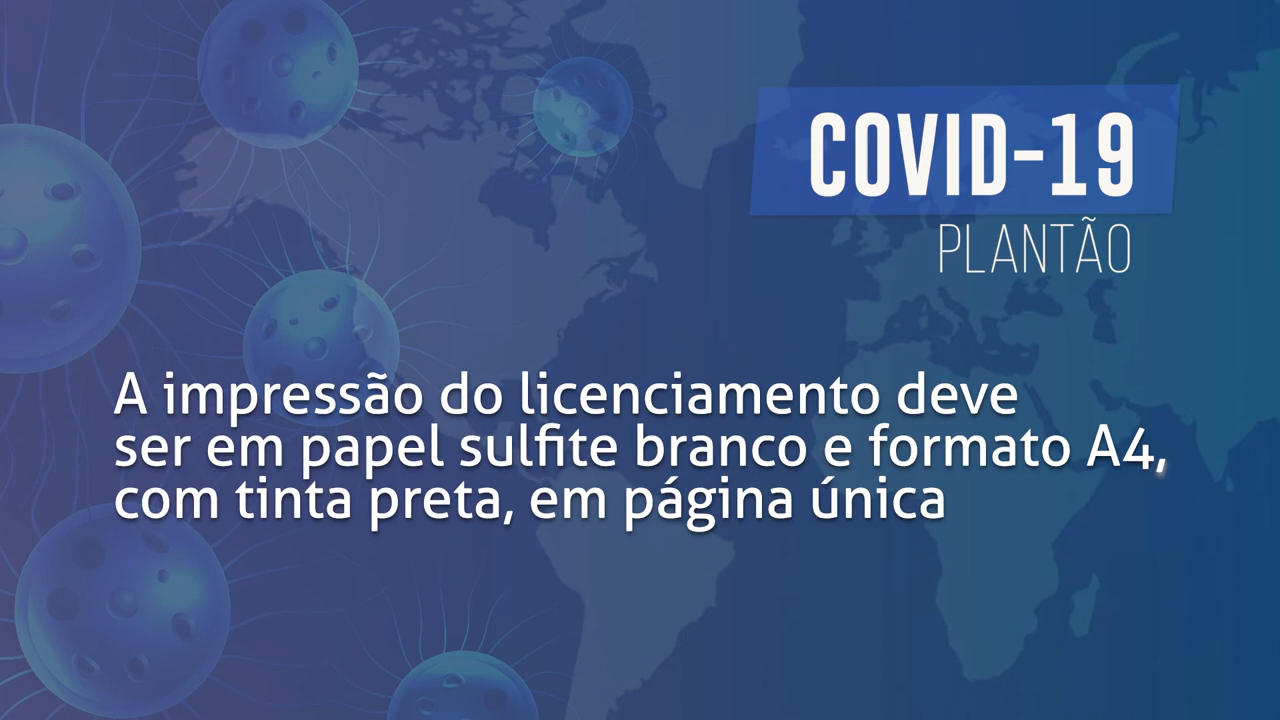 COVID-19
PLANTÃO
A impressão do licenciamento deve
ser em papel sulfite branco e formato A4,
com tinta preta, em página única